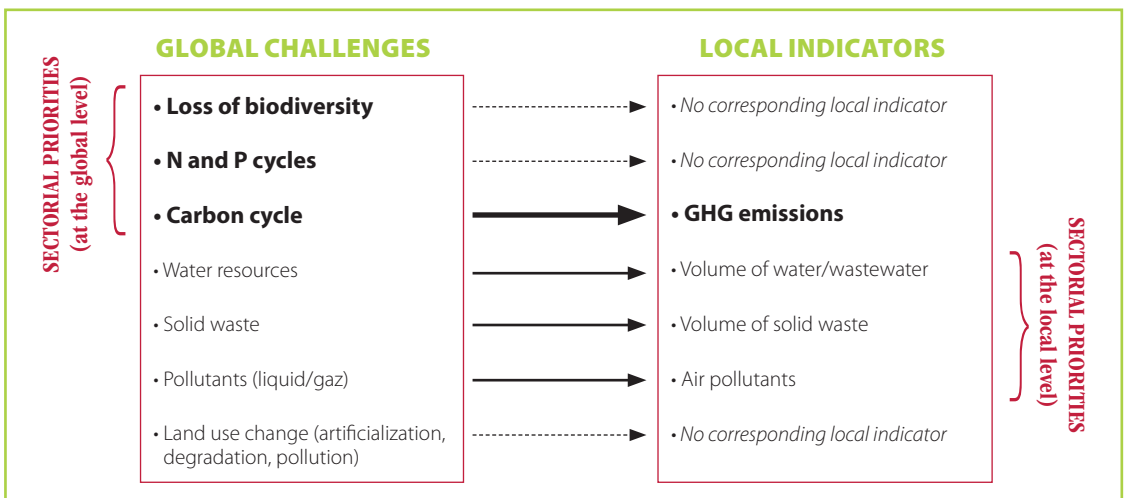 GLOBAL CHALLENGES
LOCAL INDICATORS
SECTORIAL PRIORITIES
(at the global level)
• Loss of biodiversity
• No corresponding local indicator
• N and P cycles
• No corresponding local indicator
• Carbon cycle
• GHG emissions
• Water resources
• Volume of water/wastewater
• Solid waste
• Volume of solid waste
• Pollutants (liquid/gaz)
• Air pollutants
• Land use change (artificialization,
degradation, pollution)
• No corresponding local indicator
SECTORIAL PRIORITIES
(at the local level)